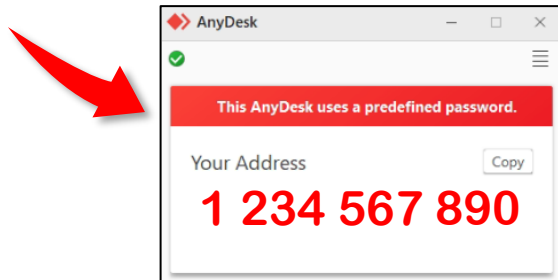 AnyDesk
This AnyDesk uses a predefined password.
Your Address
Copy
1 234 567 890